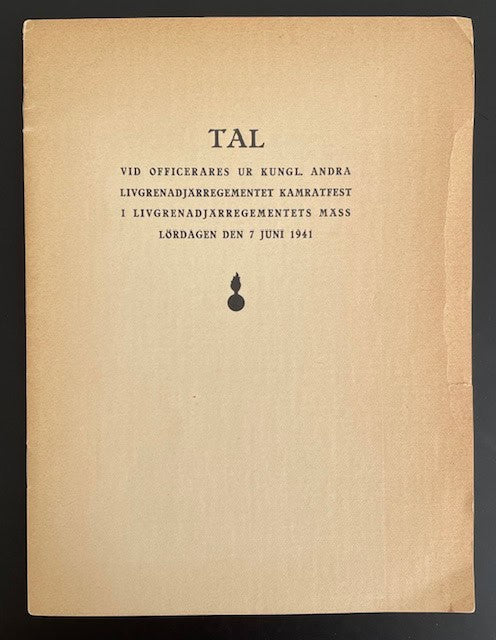 TAL
VID OFFICERARES UR KUNGL. ANDRA
LIVGRENADJÄRREGEMENTET KAMRATFEST
I LIVGRENADJÄRREGEMENTETS MÄSS
LÖRDAGEN DEN 7 JUNI 1941